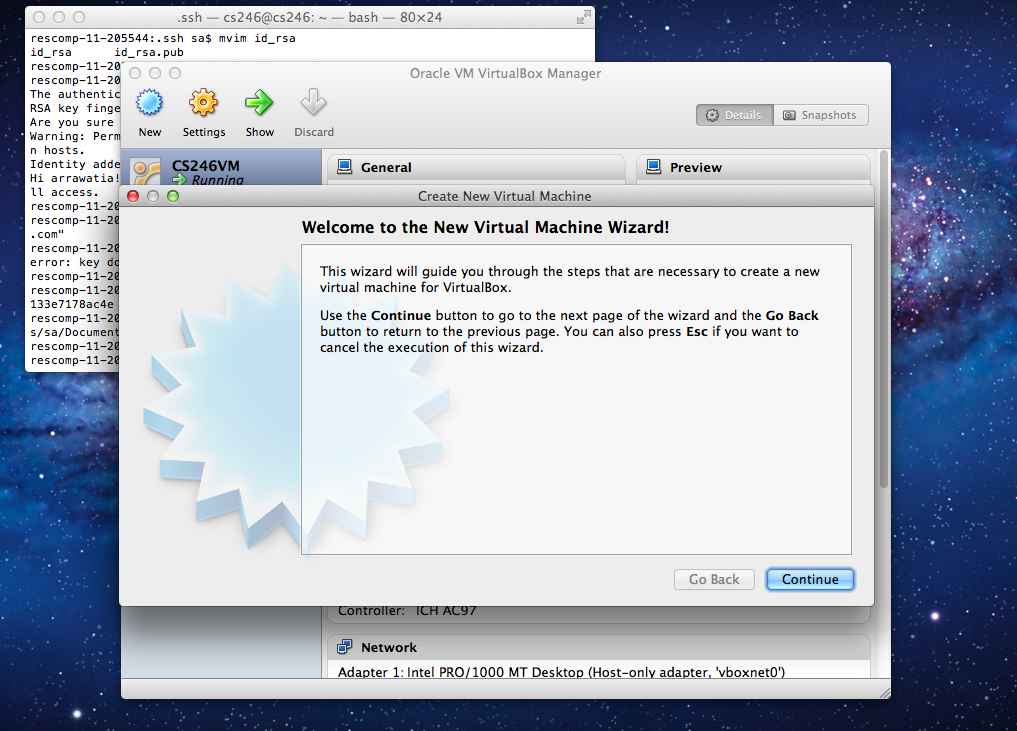 .ssh — cs246@cs246: ~ — bash — 80×24
rescomp-11-205544:.ssh sa$ mvim id_rsa
id_rsa id_rsa.pub
rescomp-11-20
rescomp-11-20
The authentic
RSA key finge
Are you sure
Warning: Perm
n hosts.
Identity adde
Hi arrawatia!
ll access.
rescomp-11-20
rescomp-11-20
.com"
rescomp-11-20
error: key do
rescomp-11-20
rescomp-11-20
133e7178ac4e
rescomp-11-20
s/sa/Document
rescomp-11-20
rescomp-11-20
Oracle VM VirtualBox Manager
New Settings Show Discard
Details Snapshots
CS246VM
Running
General
Preview
Create New Virtual Machine
Welcome to the New Virtual Machine Wizard!
This wizard will guide you through the steps that are necessary to create a new
virtual machine for VirtualBox.
Use the Continue button to go to the next page of the wizard and the Go Back
button to return to the previous page. You can also press Esc if you want to
cancel the execution of this wizard.
Go Back Continue
Controller: ICH AC97
Network
Adapter 1: Intel PRO/1000 MT Desktop (Host-only adapter, 'vboxnet0')